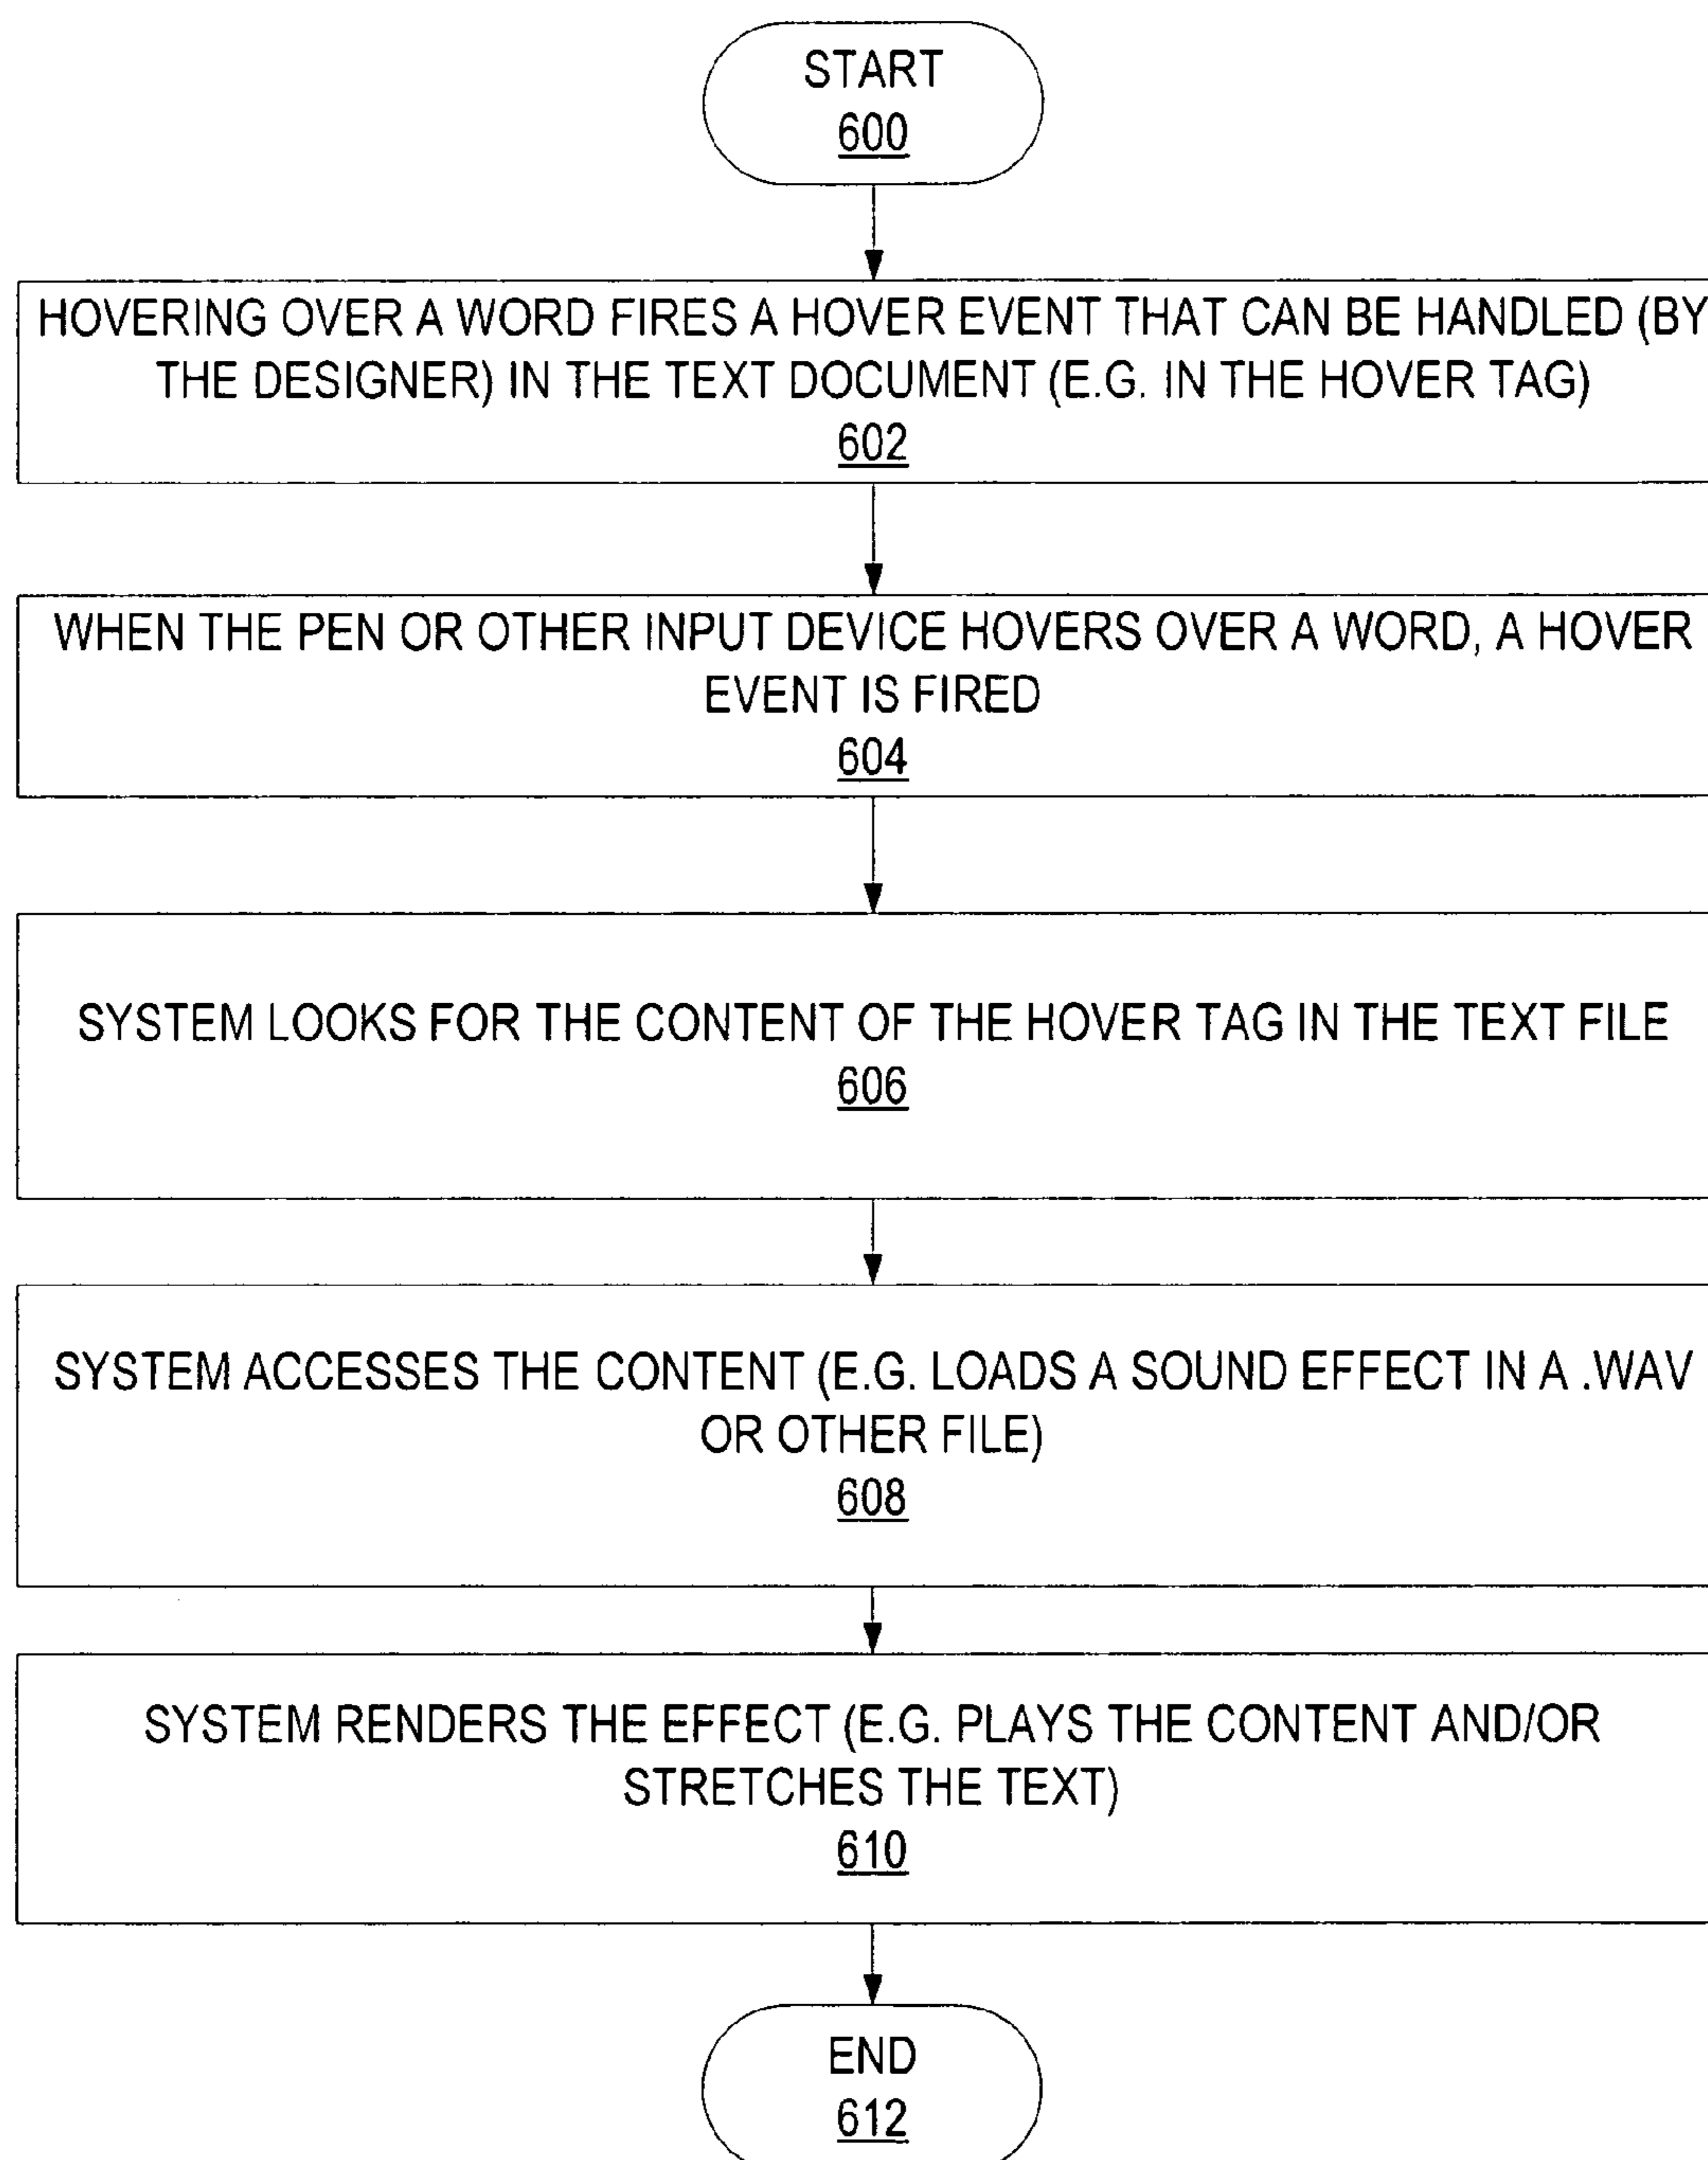 START
600
HOVERING OVER A WORD FIRES A HOVER EVENT THAT CAN BE HANDLED (BY
THE DESIGNER) IN THE TEXT DOCUMENT (E.G. IN THE HOVER TAG)
602
WHEN THE PEN OR OTHER INPUT DEVICE HOVERS OVER A WORD, A HOVER
EVENT IS FIRED
604
SYSTEM LOOKS FOR THE CONTENT OF THE HOVER TAG IN THE TEXT FILE
606
SYSTEM ACCESSES THE CONTENT (E.G. LOADS A SOUND EFFECT IN A .WAV
OR OTHER FILE)
608
SYSTEM RENDERS THE EFFECT (E.G. PLAYS THE CONTENT AND/OR
STRETCHES THE TEXT)
610
END
612